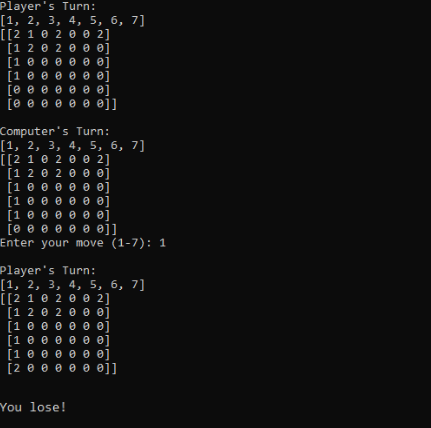 Player's Turn:
[1, 2, 3, 4, 5, 6, 7]
[[2 1 0 2 0 0 2]
 [1 2 0 2 0 0 0]
 [1 0 0 0 0 0 0]
 [1 0 0 0 0 0 0]
 [0 0 0 0 0 0 0]
 [0 0 0 0 0 0 0]]
Computer's Turn:
[1, 2, 3, 4, 5, 6, 7]
[[2 1 0 2 0 0 2]
 [1 2 0 2 0 0 0]
 [1 0 0 0 0 0 0]
 [1 0 0 0 0 0 0]
 [1 0 0 0 0 0 0]
 [0 0 0 0 0 0 0]]
Enter your move (1-7): 1
Player's Turn:
[1, 2, 3, 4, 5, 6, 7]
[[2 1 0 2 0 0 2]
 [1 2 0 2 0 0 0]
 [1 0 0 0 0 0 0]
 [1 0 0 0 0 0 0]
 [1 0 0 0 0 0 0]
 [2 0 0 0 0 0 0]]
You lose!